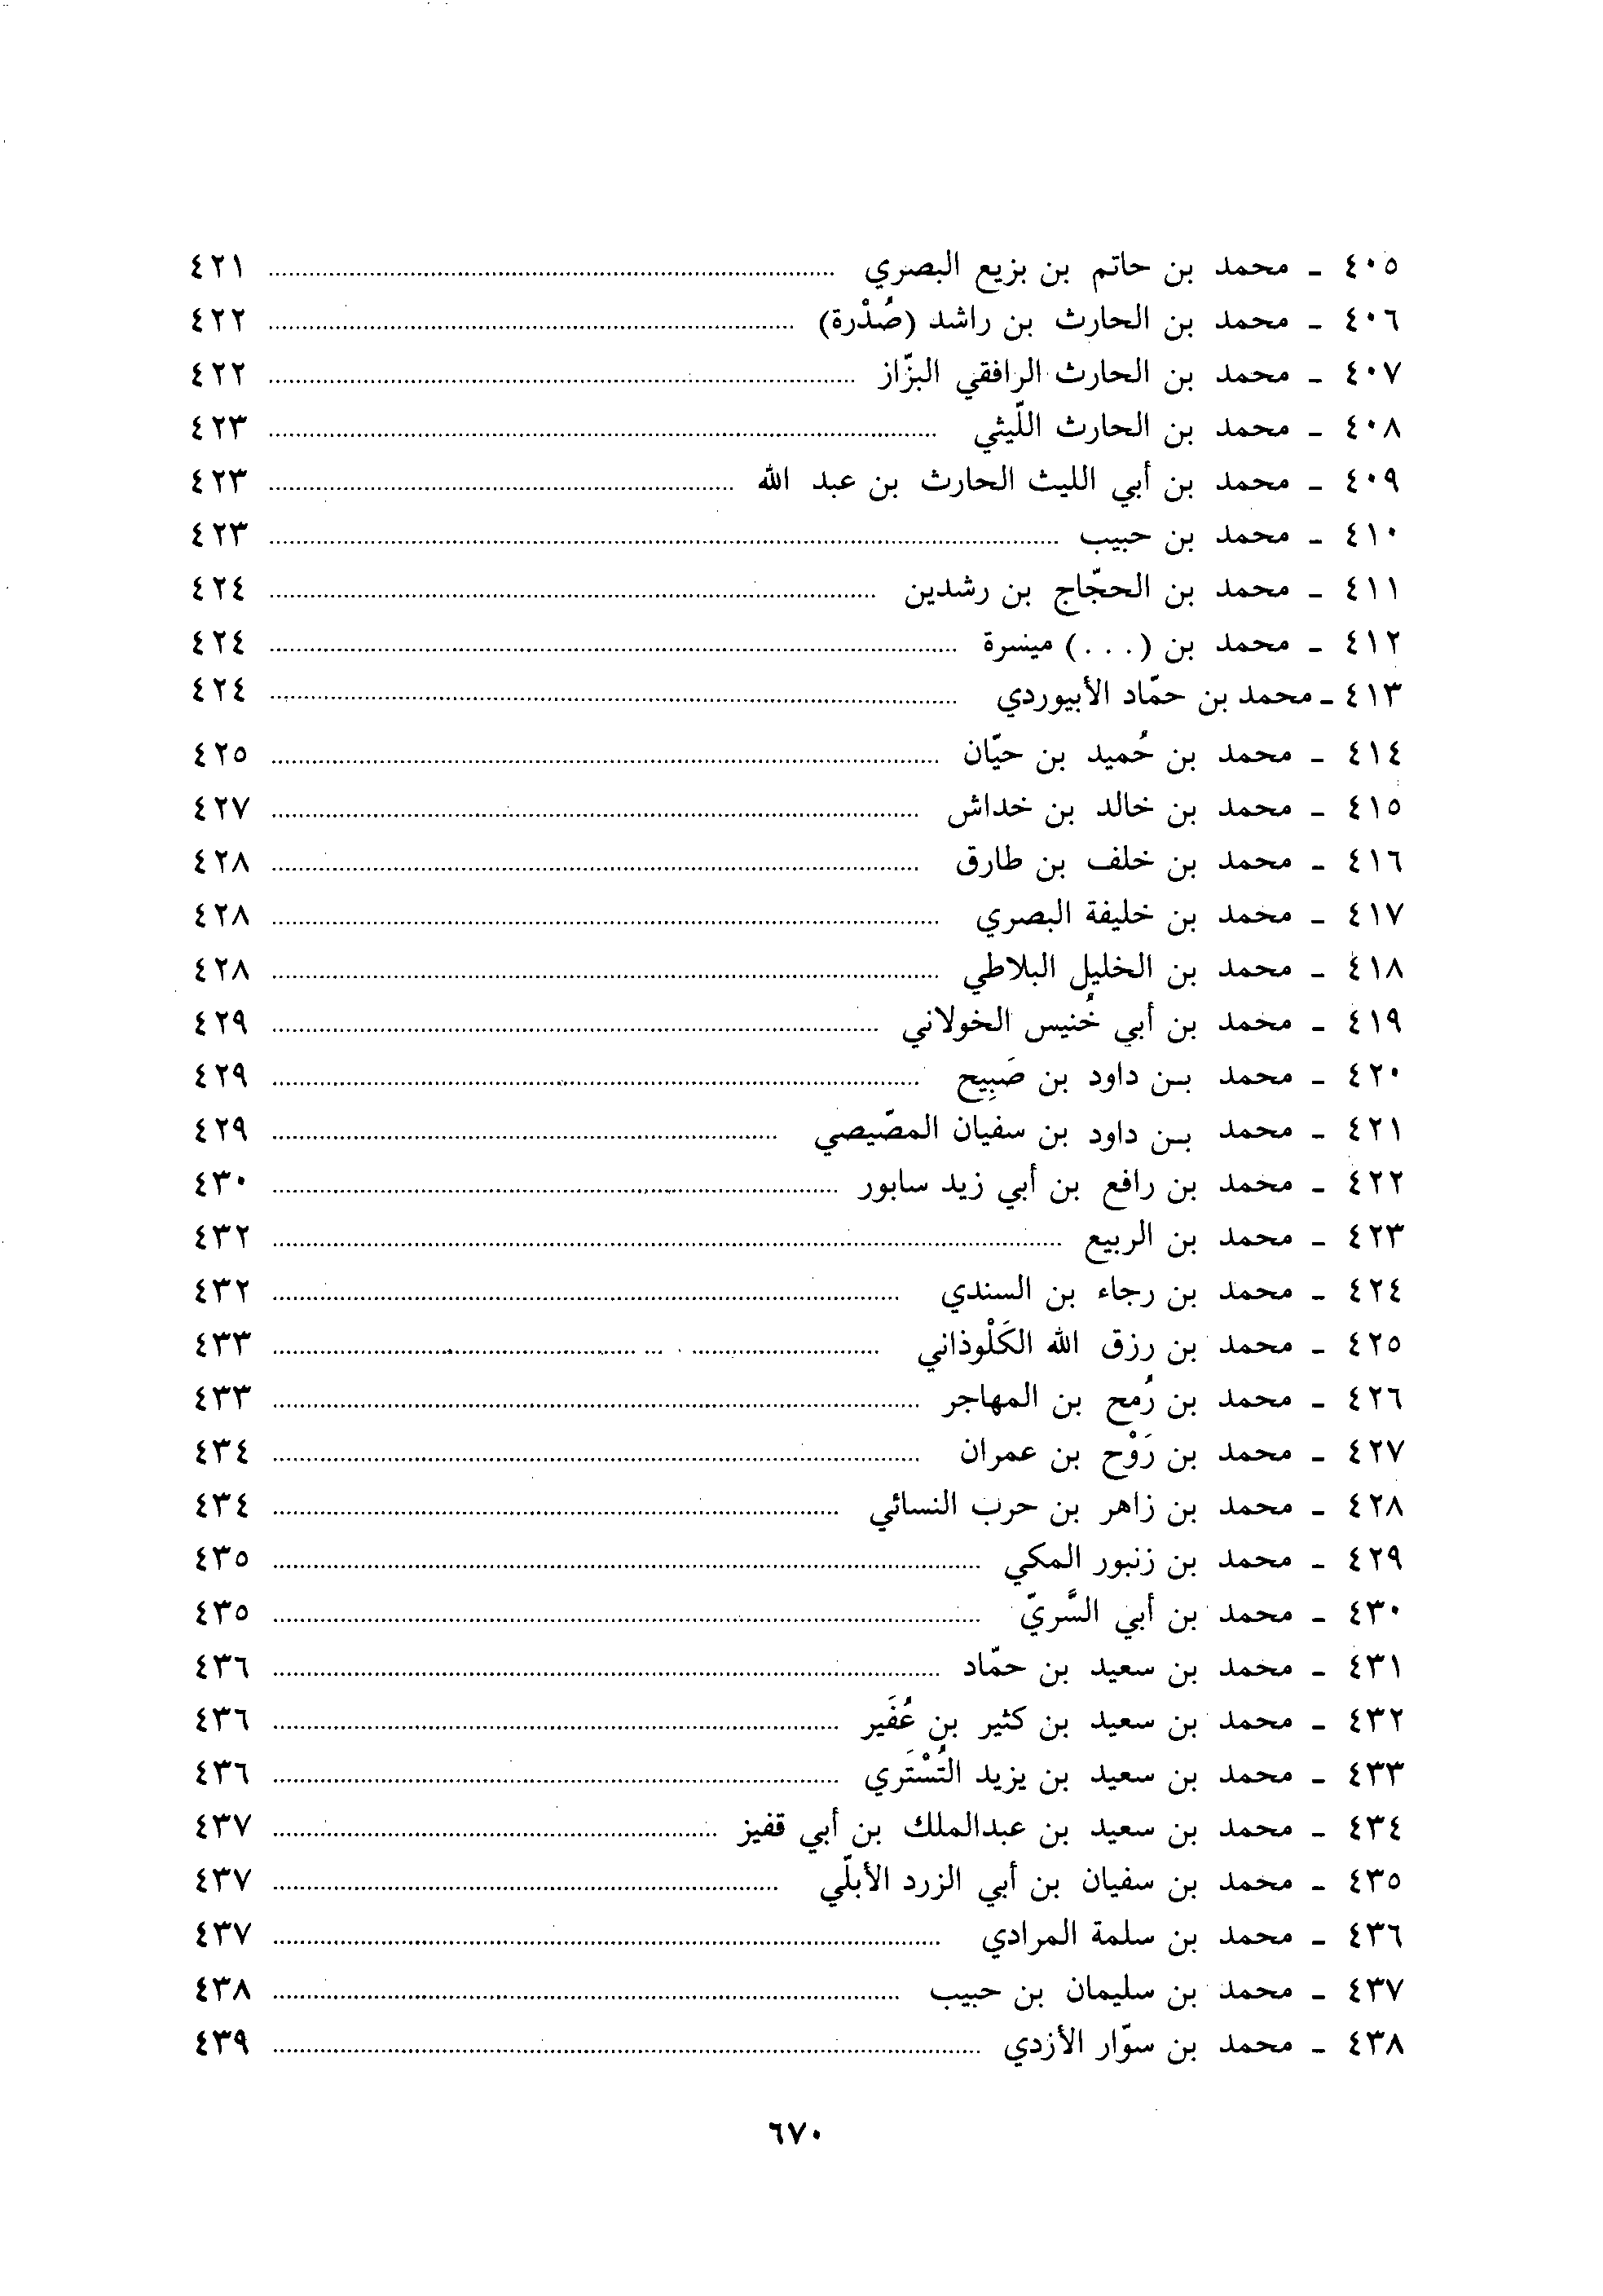 ٤٠٥ - محمد بن حاتم بن بزيع البصري ........ ٤٢١
٤٠٦ - محمد بن الحارث بن راشد (صُدْرة) ........ ٤٢٢
٤٠٧ - محمد بن الحارث الرافقي البزّاز ........ ٤٢٢
٤٠٨ - محمد بن الحارث اللّيثي ........ ٤٢٣
٤٠٩ - محمد بن أبي الليث الحارث بن عبد الله ........ ٤٢٣
٤١٠ - محمد بن حبيب ........ ٤٢٣
٤١١ - محمد بن الحجّاج بن رشدين ........ ٤٢٤
٤١٢ - محمد بن (...) ميسرة ........ ٤٢٤
٤١٣ - محمد بن حمّاد الأبيوردي ........ ٤٢٤
٤١٤ - محمد بن حُميد بن حيّان ........ ٤٢٥
٤١٥ - محمد بن خالد بن خداش ........ ٤٢٧
٤١٦ - محمد بن خلف بن طارق ........ ٤٢٨
٤١٧ - محمد بن خليفة البصري ........ ٤٢٨
٤١٨ - محمد بن الخليل البلاطي ........ ٤٢٨
٤١٩ - محمد بن أبي خُنيس الخولاني ........ ٤٢٩
٤٢٠ - محمد بن داود بن صَبِيح ........ ٤٢٩
٤٢١ - محمد بن داود بن سفيان المصّيصي ........ ٤٢٩
٤٢٢ - محمد بن رافع بن أبي زيد سابور ........ ٤٣٠
٤٢٣ - محمد بن الربيع ........ ٤٣٢
٤٢٤ - محمد بن رجاء بن السندي ........ ٤٣٢
٤٢٥ - محمد بن رزق الله الكَلْوذاني ........ ٤٣٣
٤٢٦ - محمد بن رُمح بن المهاجر ........ ٤٣٣
٤٢٧ - محمد بن رَوْح بن عمران ........ ٤٣٤
٤٢٨ - محمد بن زاهر بن حرب النسائي ........ ٤٣٤
٤٢٩ - محمد بن زنبور المكي ........ ٤٣٥
٤٣٠ - محمد بن أبي السَّريّ ........ ٤٣٥
٤٣١ - محمد بن سعيد بن حمّاد ........ ٤٣٦
٤٣٢ - محمد بن سعيد بن كثير بن عُفَير ........ ٤٣٦
٤٣٣ - محمد بن سعيد بن يزيد التُسْتَري ........ ٤٣٦
٤٣٤ - محمد بن سعيد بن عبدالملك بن أبي قفيز ........ ٤٣٧
٤٣٥ - محمد بن سفيان بن أبي الزرد الأبلّي ........ ٤٣٧
٤٣٦ - محمد بن سلمة المرادي ........ ٤٣٧
٤٣٧ - محمد بن سليمان بن حبيب ........ ٤٣٨
٤٣٨ - محمد بن سوّار الأزدي ........ ٤٣٩
٦٧٠